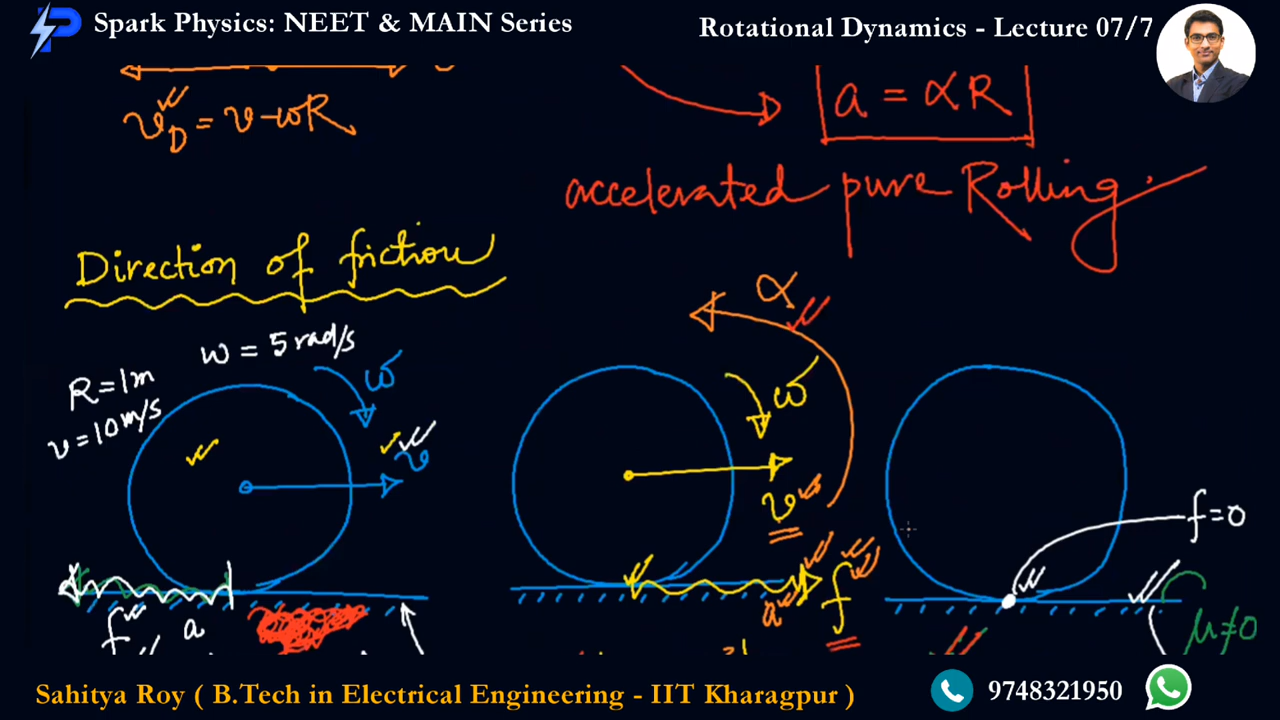 Spark Physics: NEET & MAIN Series
Rotational Dynamics - Lecture 07/7
v_D = v - ωR
a = αR
accelerated pure Rolling
Direction of friction
ω = 5 rad/s
R = 1m
v = 10 m/s
ω
v
f
a
α
ω
v
a
f
f=0
μ≠0
Sahitya Roy ( B.Tech in Electrical Engineering - IIT Kharagpur )
9748321950